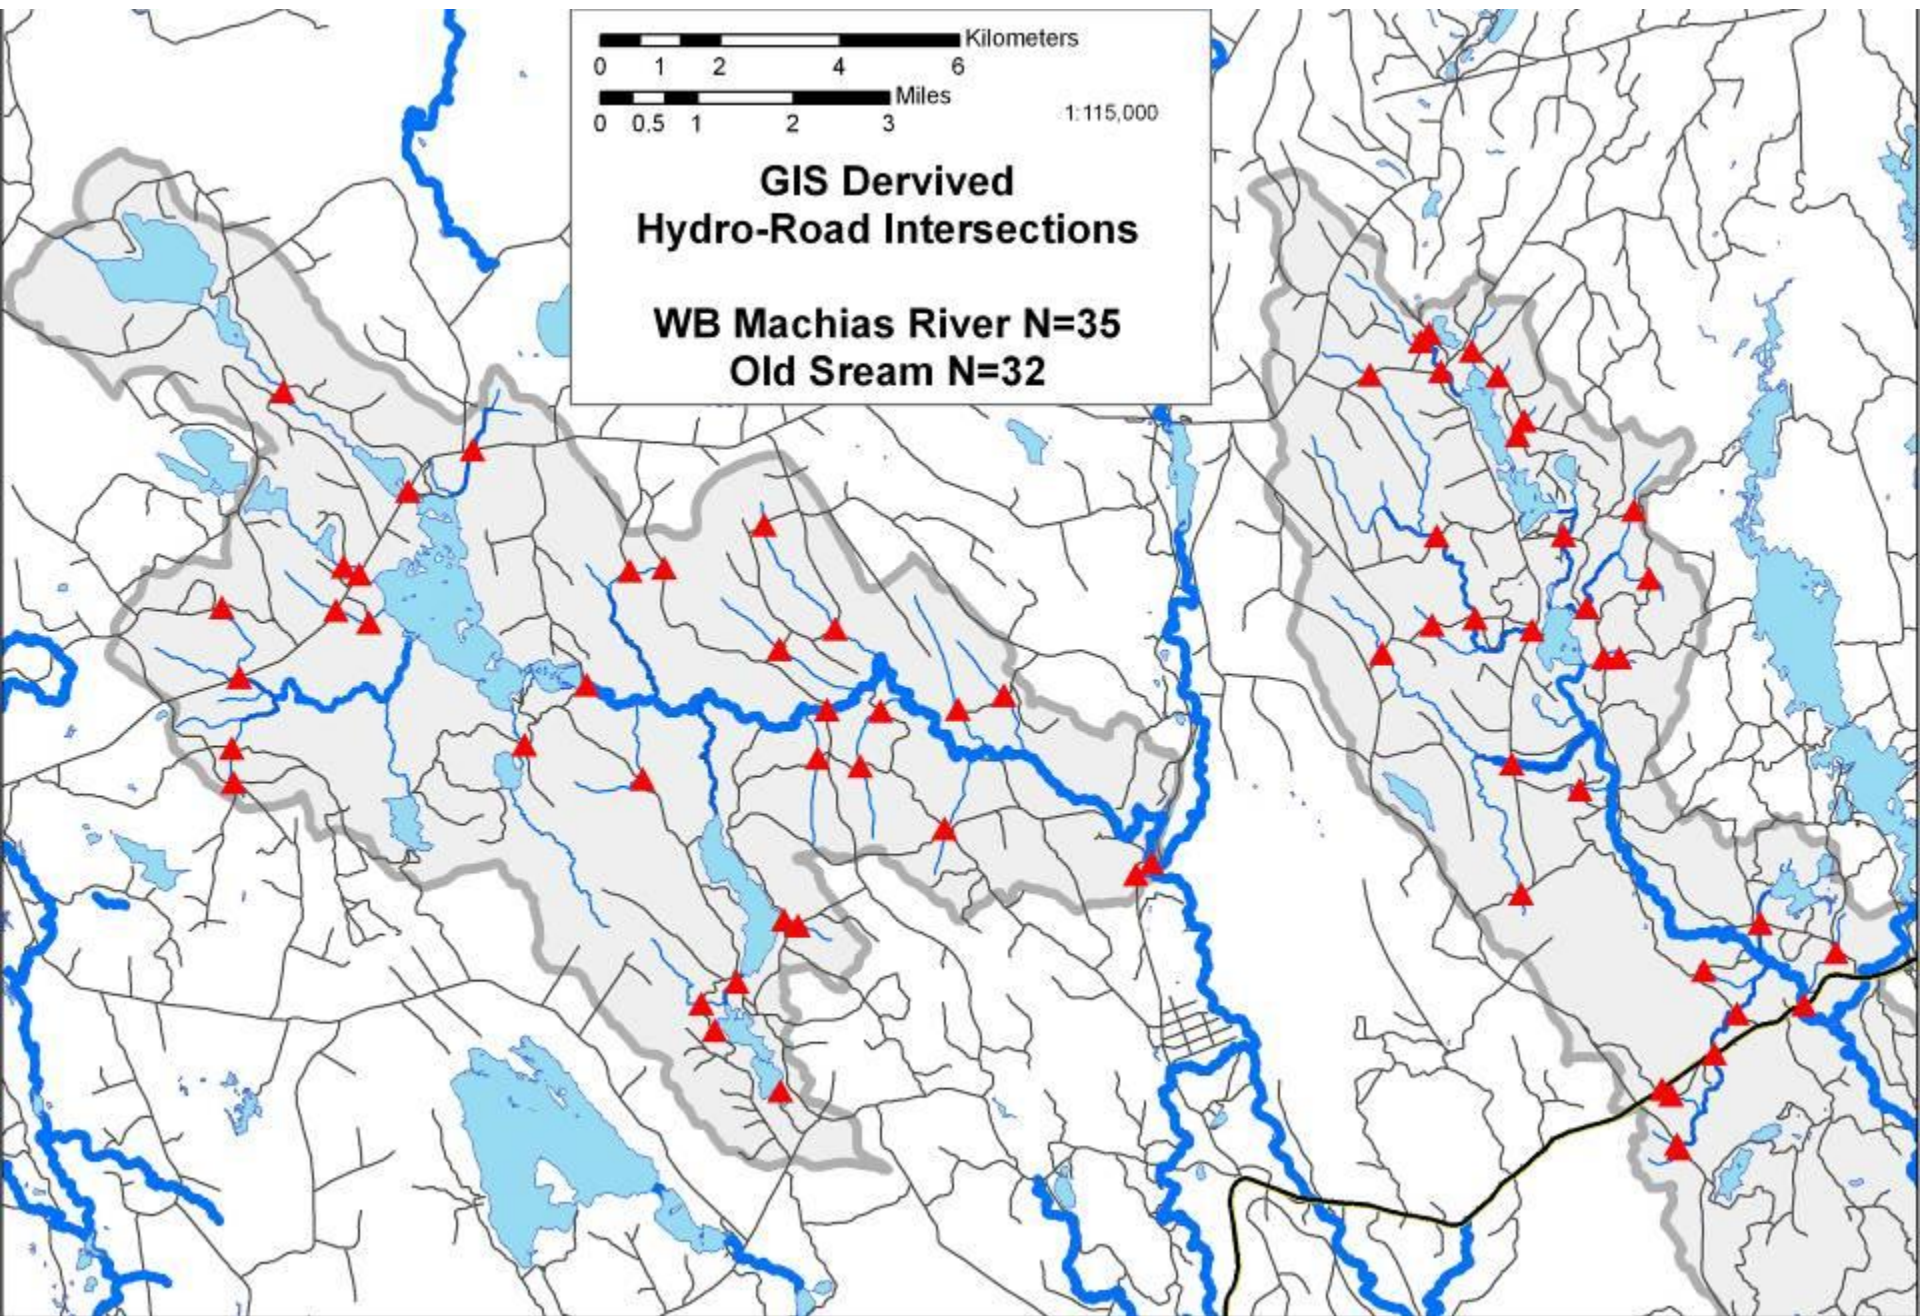 Kilometers
0 1 2 4 6
Miles
0 0.5 1 2 3
1:115,000
GIS Dervived
Hydro-Road Intersections
WB Machias River N=35
Old Sream N=32